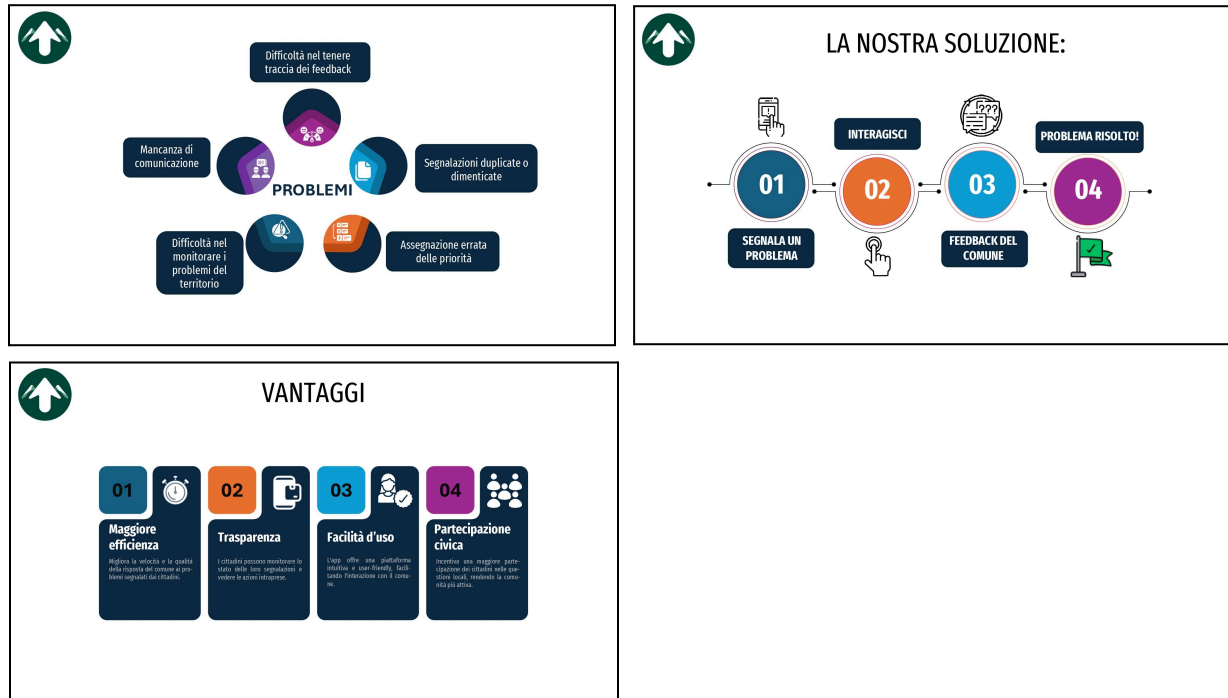 Difficoltà nel tenere
traccia dei feedback
Mancanza di
comunicazione
Segnalazioni duplicate o
dimenticate
PROBLEMI
Difficoltà nel
monitorare i
problemi del
territorio
Assegnazione errata
delle priorità
LA NOSTRA SOLUZIONE:
???
INTERAGISCI
PROBLEMA RISOLTO!
01
02
03
04
SEGNALA UN
PROBLEMA
FEEDBACK DEL
COMUNE
VANTAGGI
01
Maggiore
efficienza
Migliora la velocità e la qualità
della risposta del comune ai pro-
blemi segnalati dai cittadini.
02
Trasparenza
I cittadini possono monitorare lo
stato delle loro segnalazioni e
vedere le azioni intraprese.
03
Facilità d'uso
L'app offre una piattaforma
intuitiva e user-friendly, facili-
tando l'interazione con il comu-
ne.
04
Partecipazione
civica
Incentiva una maggiore parte-
cipazione dei cittadini nelle que-
stioni locali, rendendo la comu-
nità più attiva.